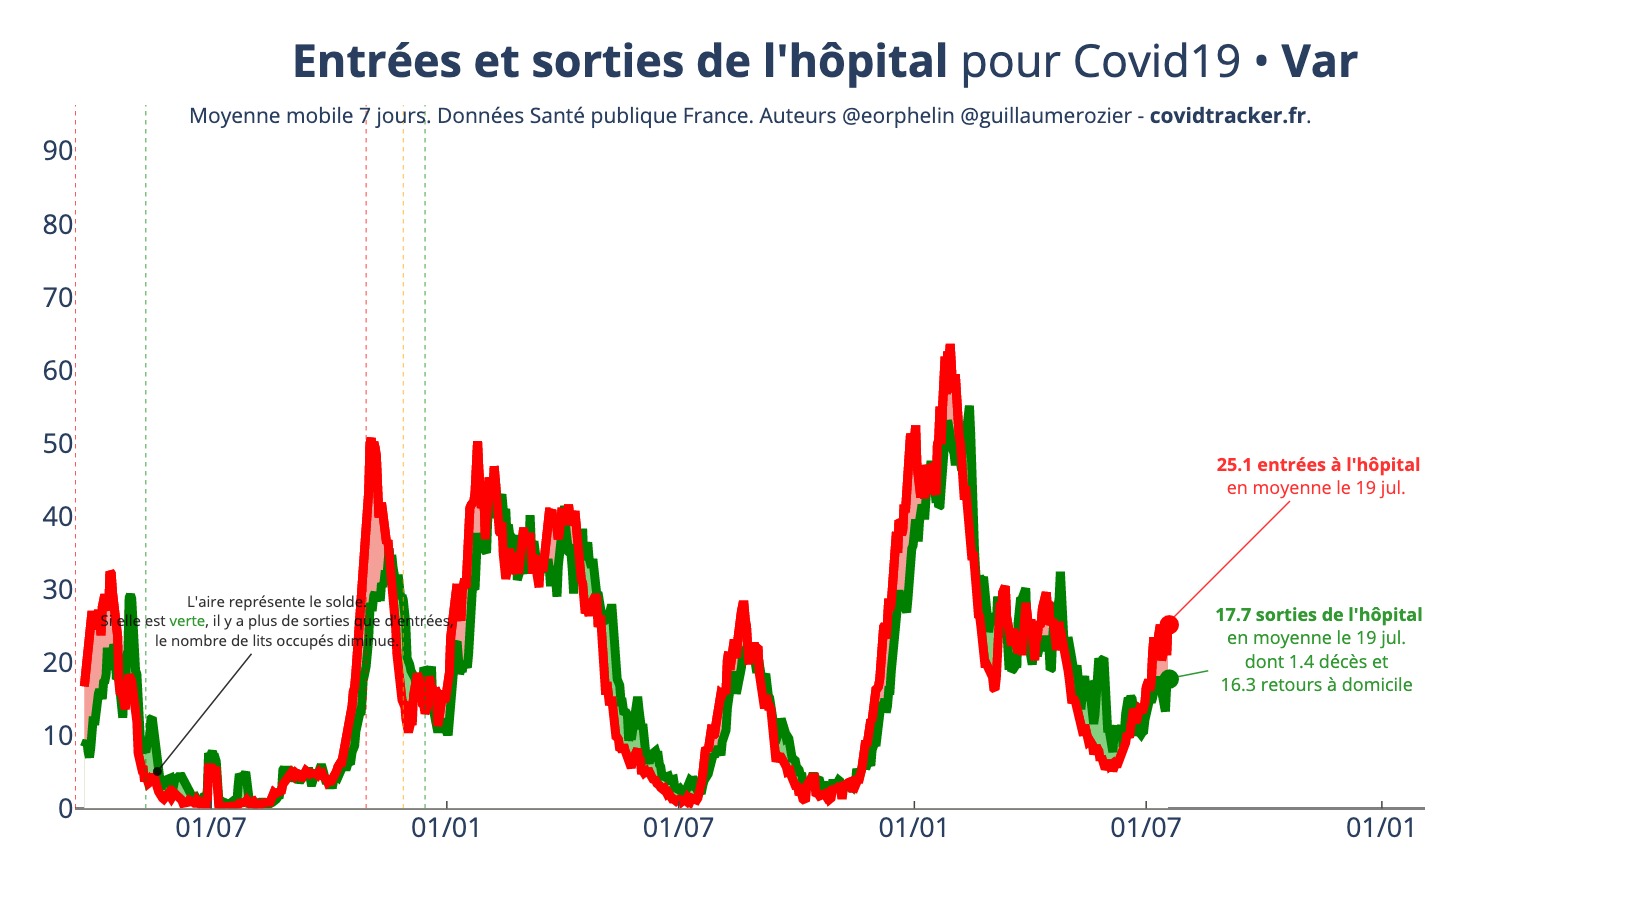 Entrées et sorties de l'hôpital pour Covid19 • Var
Moyenne mobile 7 jours. Données Santé publique France. Auteurs @eorphelin @guillaumerozier - covidtracker.fr.
90
80
70
60
50
40
30
20
10
0
L'aire représente le solde.
Si elle est verte, il y a plus de sorties que d'entrées,
le nombre de lits occupés diminue.
25.1 entrées à l'hôpital
en moyenne le 19 jul.
17.7 sorties de l'hôpital
en moyenne le 19 jul.
dont 1.4 décès et
16.3 retours à domicile
01/07 01/01 01/07 01/01 01/07 01/01